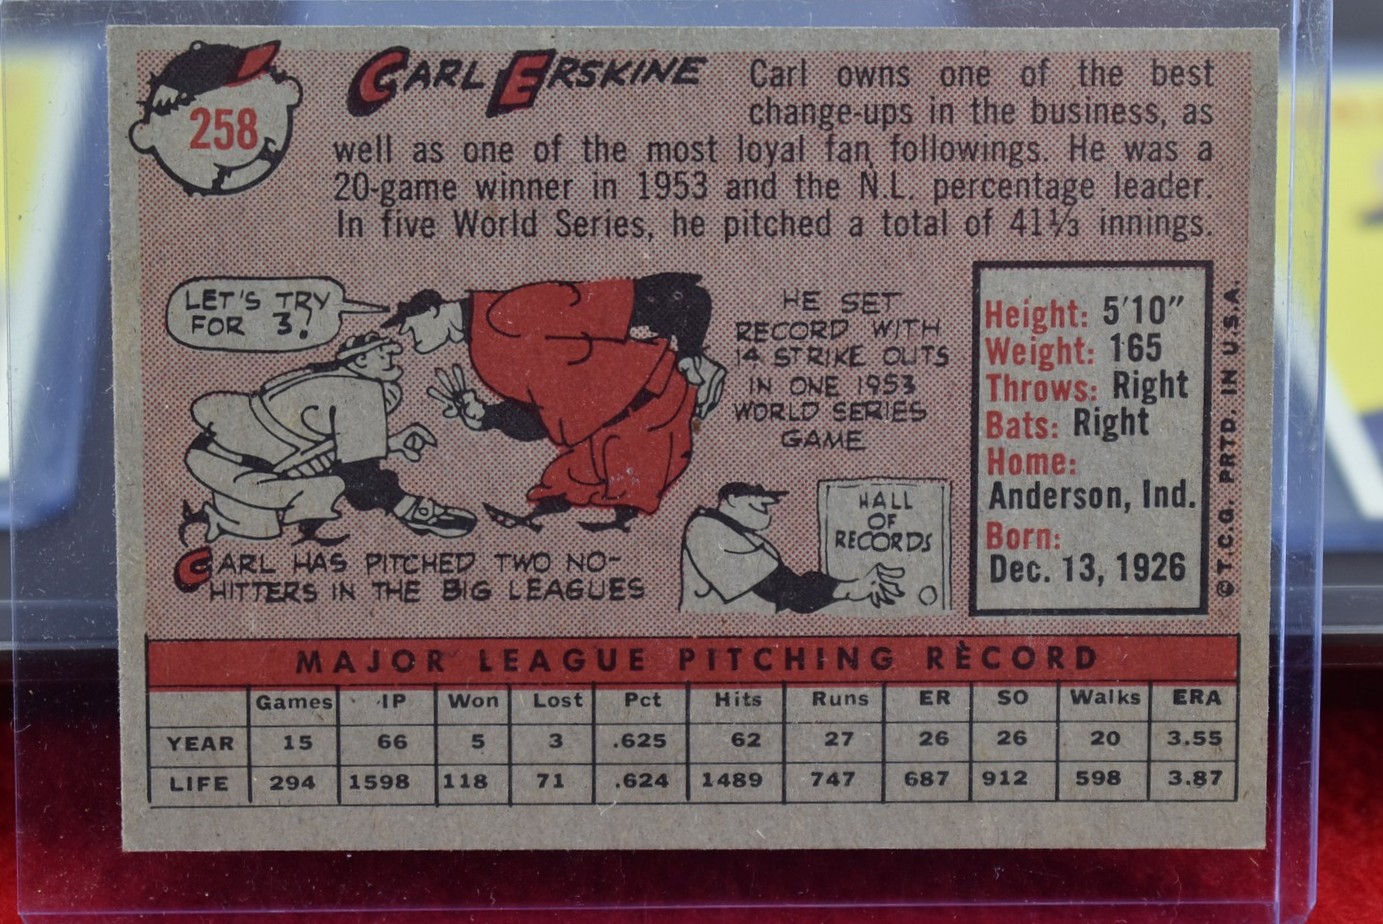 258
CARL ERSKINE
Carl owns one of the best
change-ups in the business, as
well as one of the most loyal fan followings. He was a
20-game winner in 1953 and the N.L. percentage leader.
In five World Series, he pitched a total of 41⅓ innings.
LET'S TRY
FOR 3!
CARL HAS PITCHED TWO NO-
HITTERS IN THE BIG LEAGUES
HE SET
RECORD WITH
14 STRIKE OUTS
IN ONE 1953
WORLD SERIES
GAME
HALL
OF
RECORDS
Height: 5'10"
Weight: 165
Throws: Right
Bats: Right
Home:
Anderson, Ind.
Born:
Dec. 13, 1926
© T.C.G. PRTD. IN U.S.A.
MAJOR LEAGUE PITCHING RECORD
Games IP Won Lost Pct Hits Runs ER SO Walks ERA
YEAR 15 66 5 3 .625 62 27 26 26 20 3.55
LIFE 294 1598 118 71 .624 1489 747 687 912 598 3.87